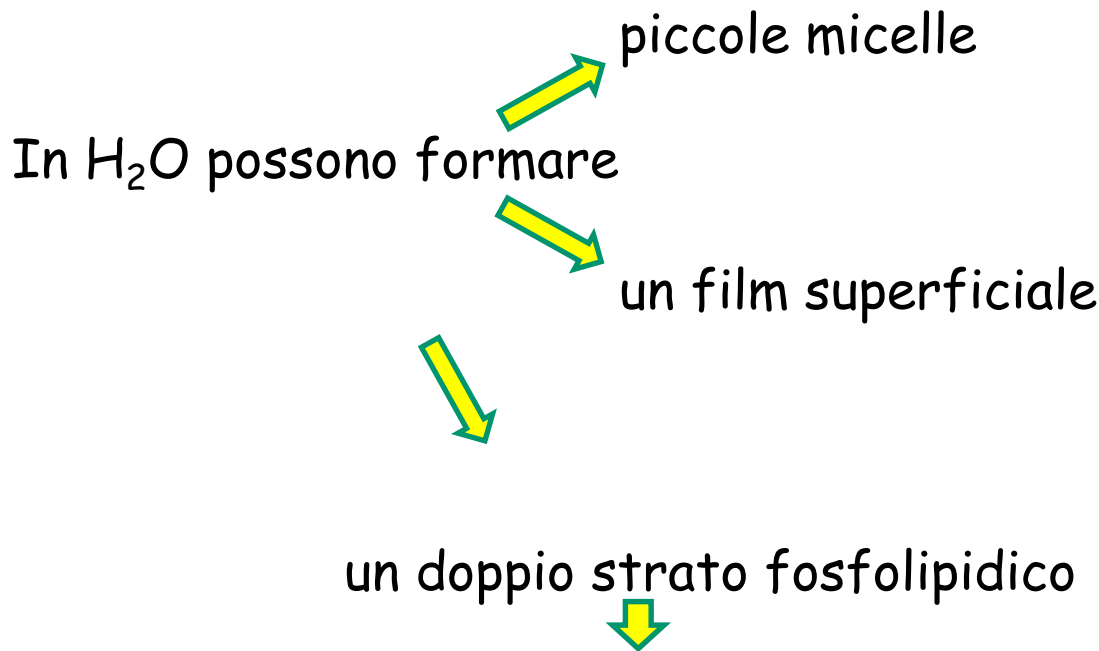 piccole micelle
In H₂O possono formare
un film superficiale
un doppio strato fosfolipidico